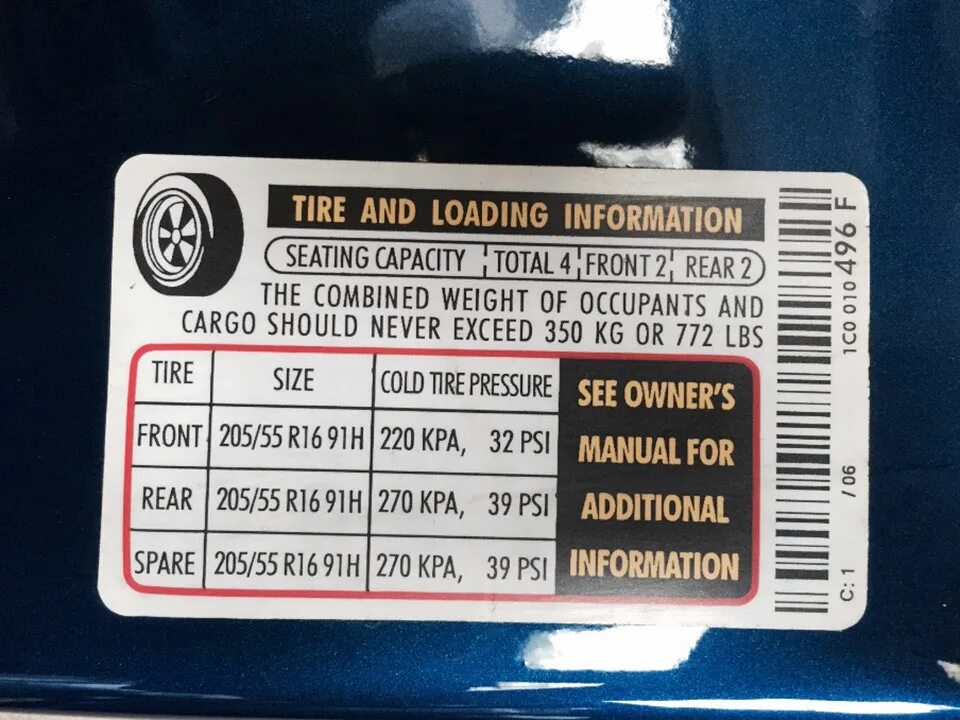 TIRE AND LOADING INFORMATION
SEATING CAPACITY TOTAL 4 FRONT 2 REAR 2
THE COMBINED WEIGHT OF OCCUPANTS AND
CARGO SHOULD NEVER EXCEED 350 KG OR 772 LBS
TIRE SIZE COLD TIRE PRESSURE
FRONT 205/55 R16 91H 220 KPA, 32 PSI
REAR 205/55 R16 91H 270 KPA, 39 PSI
SPARE 205/55 R16 91H 270 KPA, 39 PSI
SEE OWNER'S
MANUAL FOR
ADDITIONAL
INFORMATION
C: 1 / 06 1C0 010 496 F